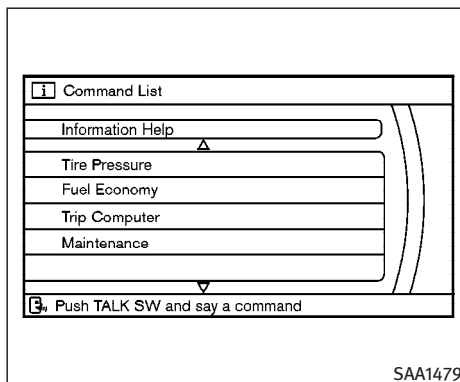 i Command List
Information Help
Tire Pressure
Fuel Economy
Trip Computer
Maintenance
Push TALK SW and say a command
SAA1479